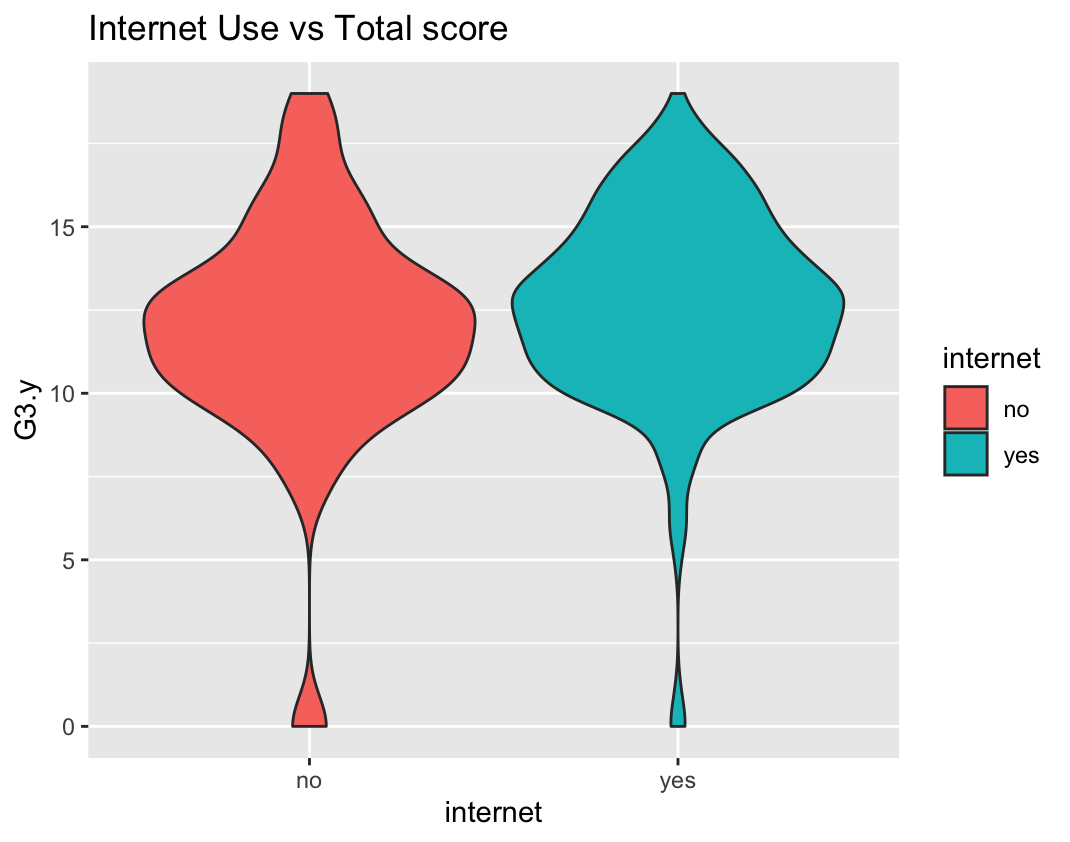 Internet Use vs Total score
G3.y
15
10
5
0
no
yes
internet
internet
no
yes